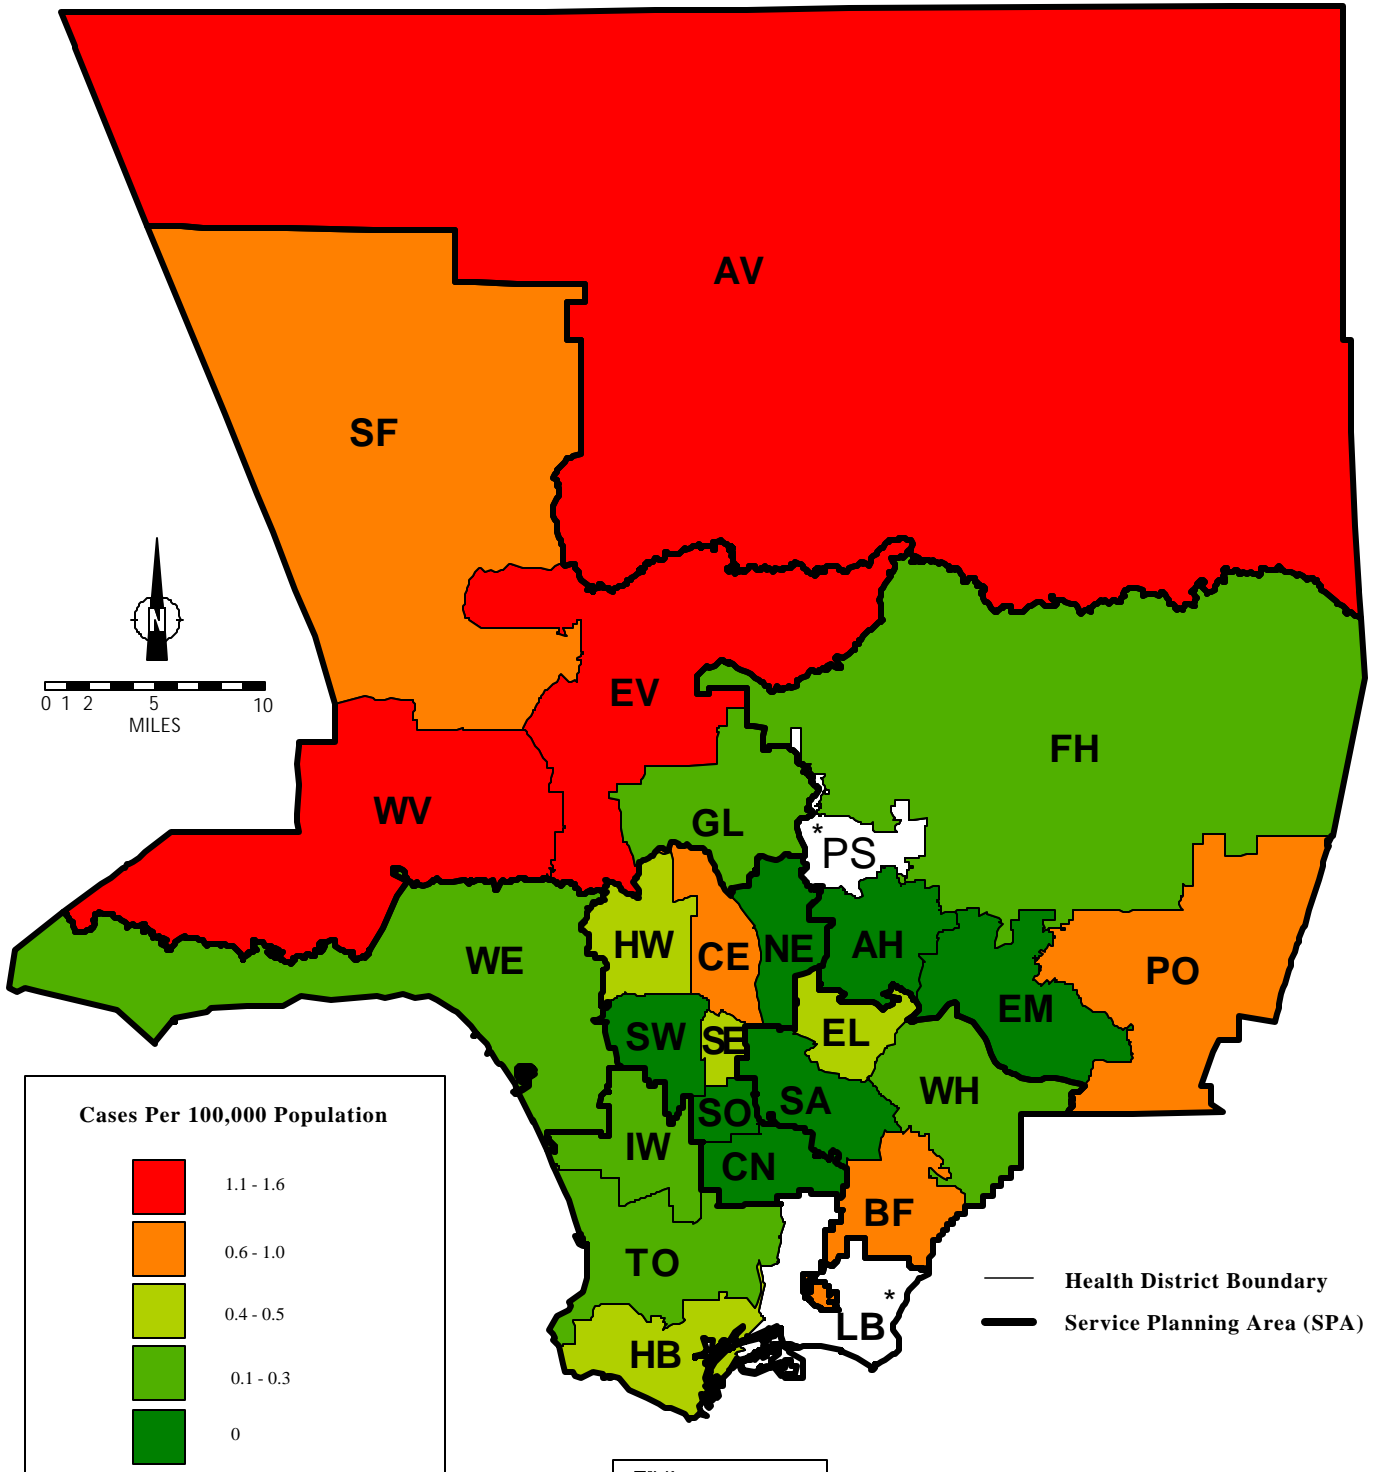 AV
SF
N
0 1 2 5 10
MILES
EV
FH
WV
GL
*
PS
HW
CE
NE
AH
WE
PO
EM
SW
SE
EL
SA
WH
SO
IW
CN
BF
TO
*
LB
HB
Cases Per 100,000 Population
1.1 - 1.6
0.6 - 1.0
0.4 - 0.5
0.1 - 0.3
0
Health District Boundary
Service Planning Area (SPA)